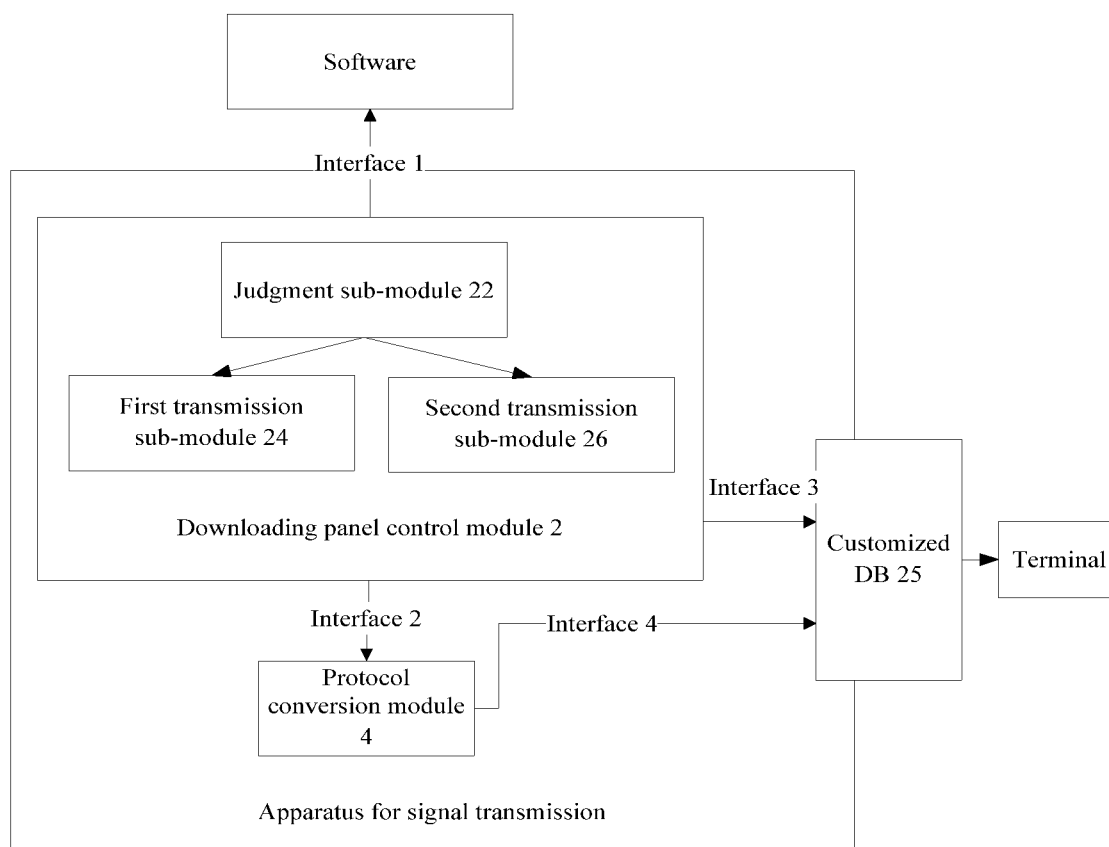 Software
Interface 1
Judgment sub-module 22
First transmission
sub-module 24
Second transmission
sub-module 26
Interface 3
Downloading panel control module 2
Customized
DB 25
Terminal
Interface 2
Interface 4
Protocol
conversion module
4
Apparatus for signal transmission